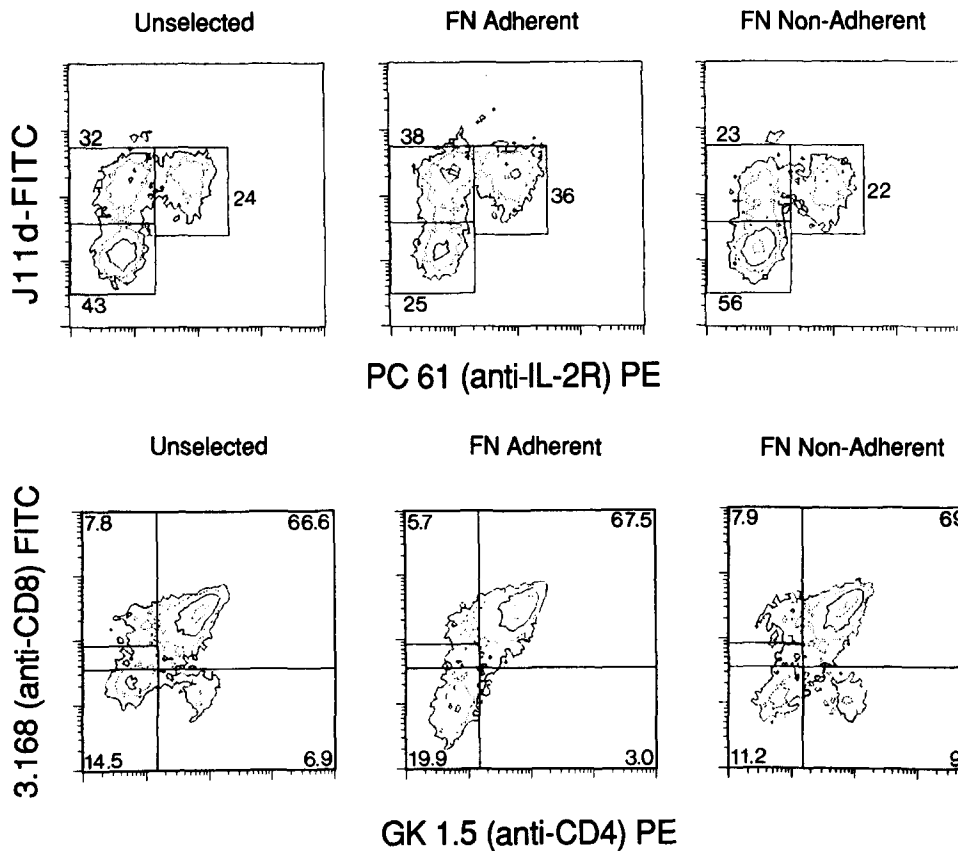 Unselected FN Adherent FN Non-Adherent
J11d-FITC
32 38 23
24 36 22
43 25 56
PC 61 (anti-IL-2R) PE
Unselected FN Adherent FN Non-Adherent
3.168 (anti-CD8) FITC
7.8 66.6 5.7 67.5 7.9 69
14.5 6.9 19.9 3.0 11.2 9
GK 1.5 (anti-CD4) PE